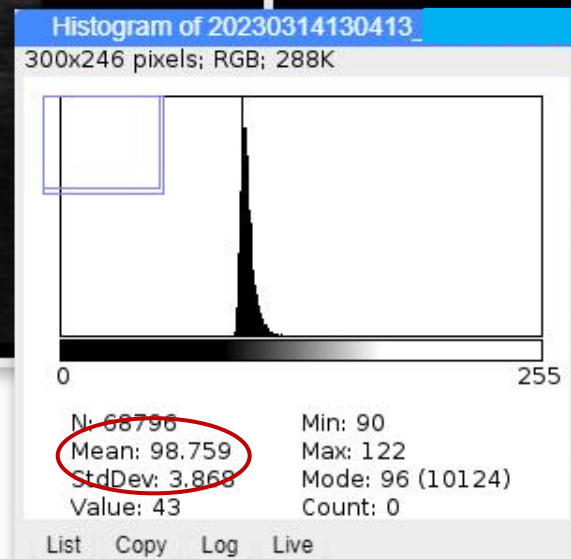 Histogram of 20230314130413_
300x246 pixels; RGB; 288K
0 255
N: 68796 Min: 90
Mean: 98.759 Max: 122
StdDev: 3.868 Mode: 96 (10124)
Value: 43 Count: 0
List Copy Log Live